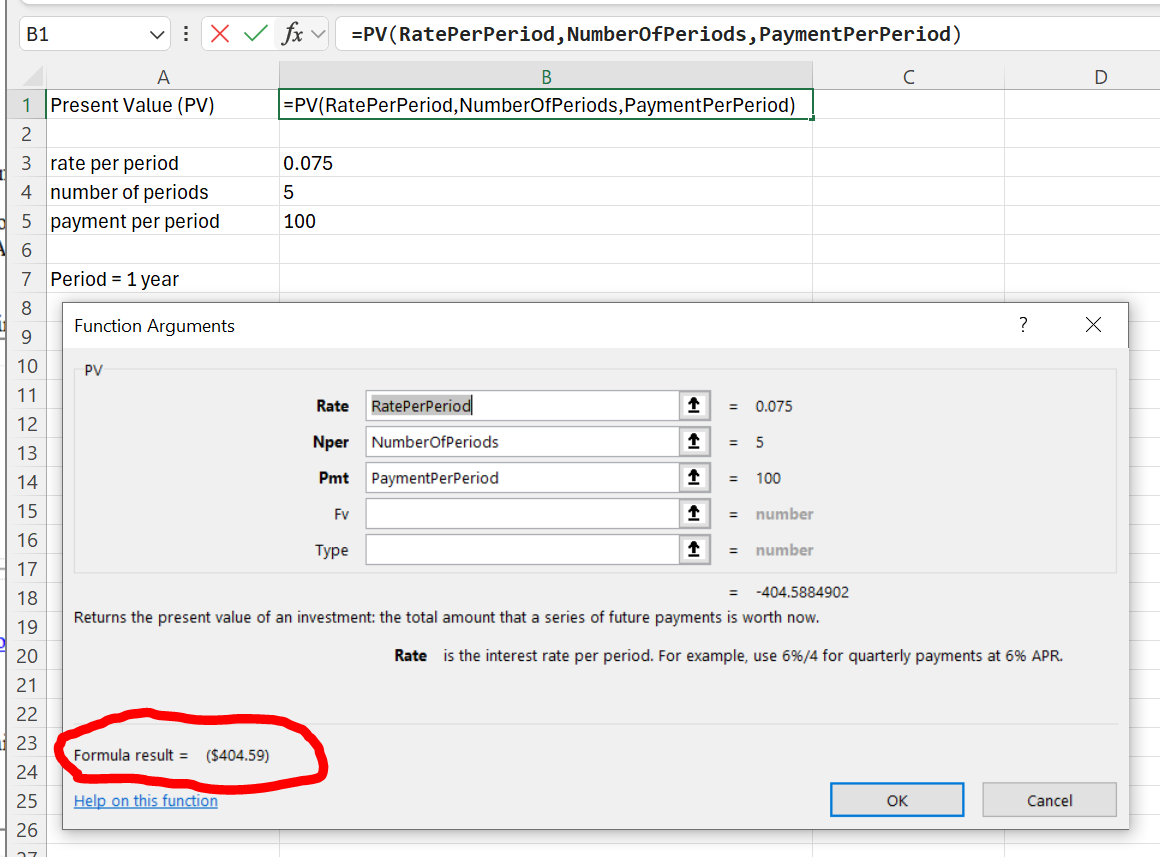 B1 fx =PV(RatePerPeriod,NumberOfPeriods,PaymentPerPeriod)
A B C D
1 Present Value (PV) =PV(RatePerPeriod,NumberOfPeriods,PaymentPerPeriod)
2
3 rate per period 0.075
4 number of periods 5
5 payment per period 100
6
7 Period = 1 year
8
Function Arguments ? 
9
10
PV
11
Rate RatePerPeriod = 0.075
12
Nper NumberOfPeriods = 5
13
14
Pmt PaymentPerPeriod = 100
15
Fv = number
16
Type = number
17
18
= -404.5884902
19
Returns the present value of an investment: the total amount that a series of future payments is worth now.
20
Rate is the interest rate per period. For example, use 6%/4 for quarterly payments at 6% APR.
21
22
23
Formula result = ($404.59)
24
25
Help on this function OK Cancel
26
27